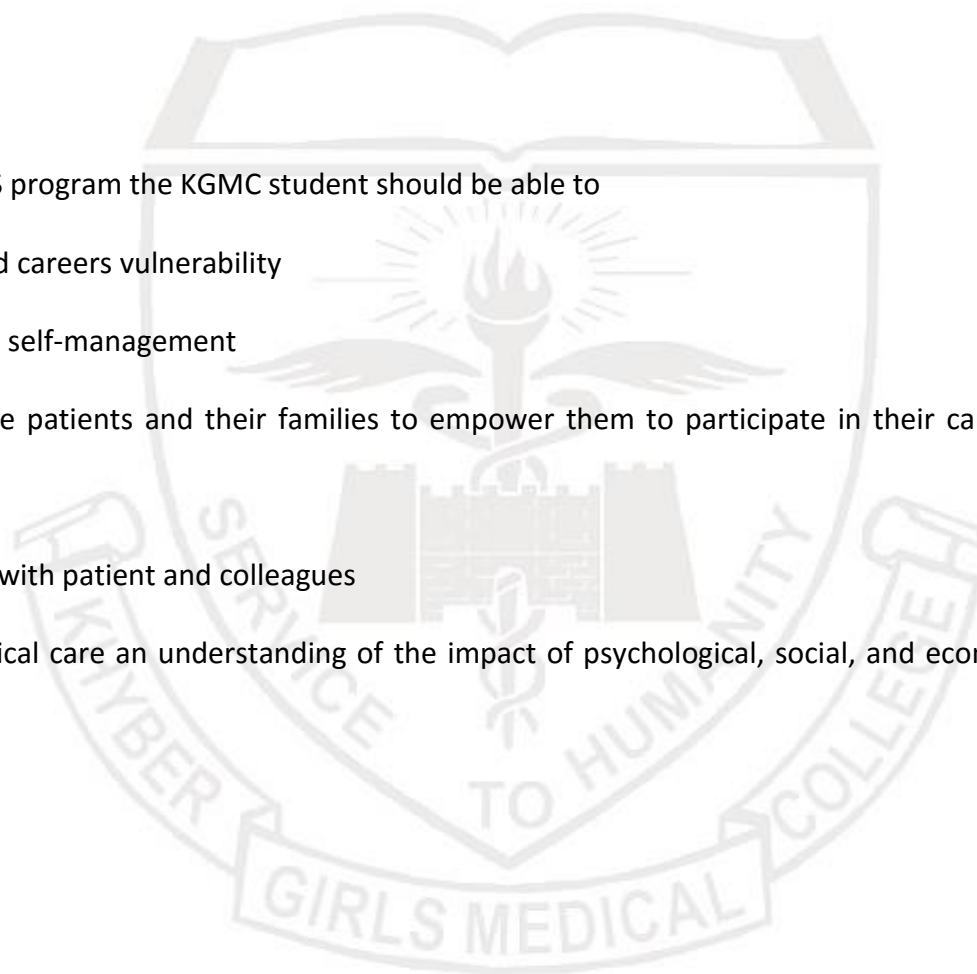 S program the KGMC student should be able to
d careers vulnerability
self-management
e patients and their families to empower them to participate in their ca
with patient and colleagues
ical care an understanding of the impact of psychological, social, and econ
SERVICE TO HUMANITY
KHYBER GIRLS MEDICAL COLLEGE